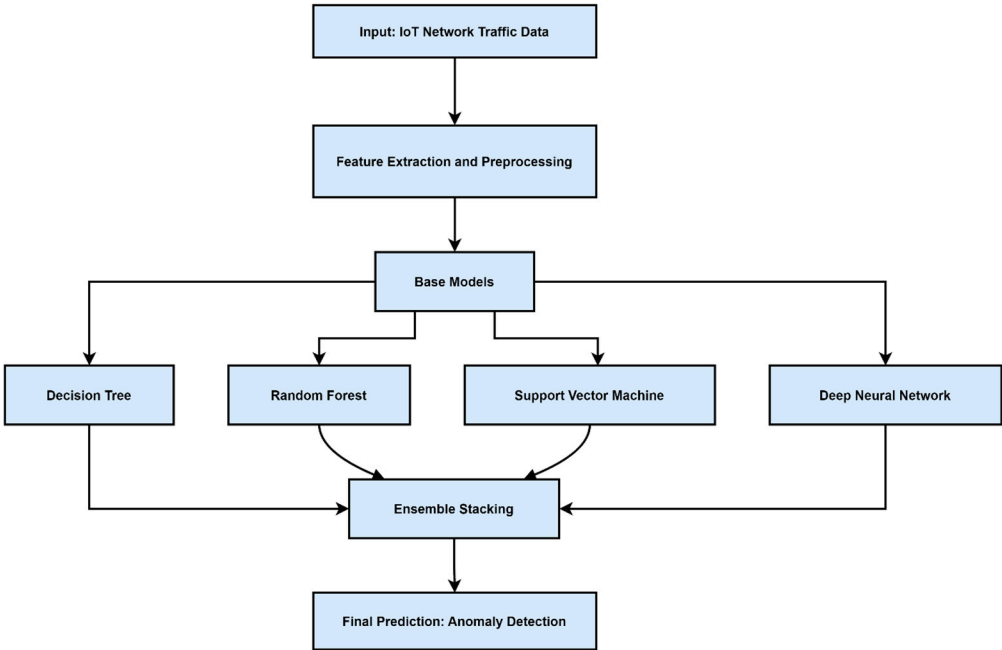 Input: IoT Network Traffic Data
Feature Extraction and Preprocessing
Base Models
Decision Tree
Random Forest
Support Vector Machine
Deep Neural Network
Ensemble Stacking
Final Prediction: Anomaly Detection